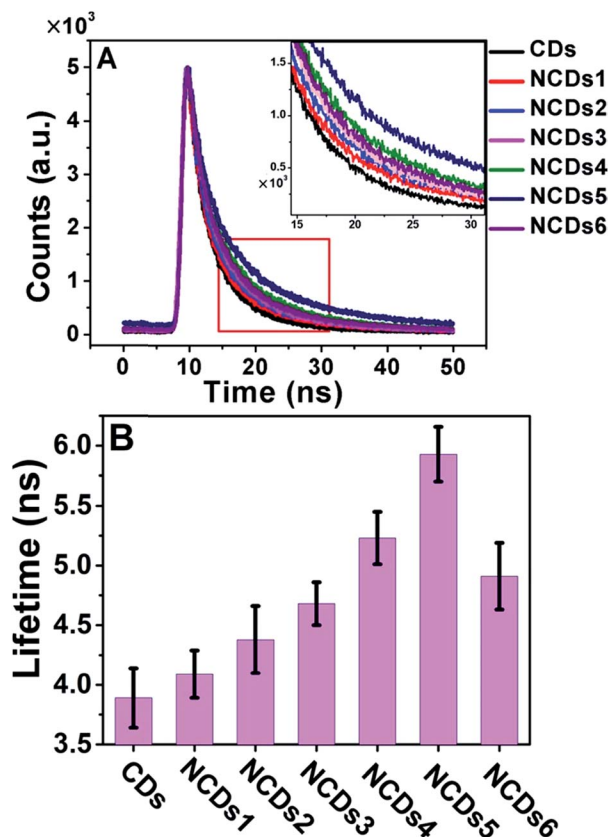 ×10³
A
CDs
NCDs1
NCDs2
NCDs3
NCDs4
NCDs5
NCDs6
1.5
1.0
0.5
×10³
15 20 25 30
5
4
3
2
1
0
Counts (a.u.)
0 10 20 30 40 50
Time (ns)
B
6.0
5.5
5.0
4.5
4.0
3.5
Lifetime (ns)
CDs
NCDs1
NCDs2
NCDs3
NCDs4
NCDs5
NCDs6